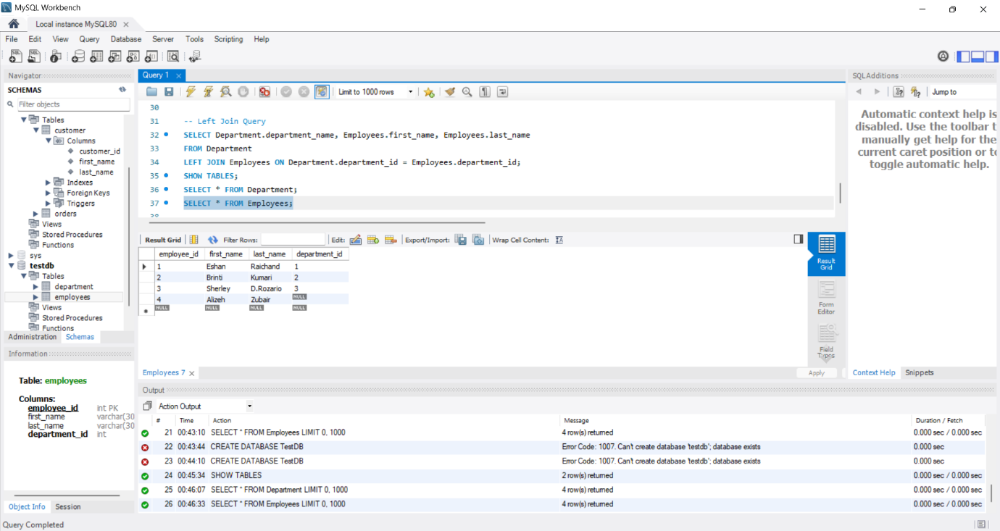 MySQL Workbench
Local instance MySQL80
File Edit View Query Database Server Tools Scripting Help
Navigator
SCHEMAS
Filter objects
Tables
customer
Columns
customer_id
first_name
last_name
Indexes
Foreign Keys
Triggers
orders
Views
Stored Procedures
Functions
sys
testdb
Tables
department
employees
Views
Stored Procedures
Functions
Administration Schemas
Information
Table: employees
Columns:
employee_id int PK
first_name varchar(30
last_name varchar(30
department_id int
Object Info Session
Query 1
Limit to 1000 rows
30
31 -- Left Join Query
32 SELECT Department.department_name, Employees.first_name, Employees.last_name
33 FROM Department
34 LEFT JOIN Employees ON Department.department_id = Employees.department_id;
35 SHOW TABLES;
36 SELECT * FROM Department;
37 SELECT * FROM Employees;
38
Result Grid Filter Rows: Edit: Export/Import: Wrap Cell Content:
employee_id first_name last_name department_id
1 Eshan Raichand 1
2 Brinti Kumari 2
3 Sherley D.Rozario 3
4 Alizeh Zubair NULL
NULL NULL NULL NULL
Result
Grid
Form
Editor
Field
Types
Employees 7
Apply
SQLAdditions
Jump to
Automatic context help is
disabled. Use the toolbar t
manually get help for the
current caret position or to
toggle automatic help.
Context Help Snippets
Output
Action Output
# Time Action Message Duration / Fetch
21 00:43:10 SELECT * FROM Employees LIMIT 0, 1000 4 row(s) returned 0.000 sec / 0.000 sec
22 00:43:44 CREATE DATABASE TestDB Error Code: 1007. Can't create database 'testdb'; database exists 0.000 sec
23 00:44:10 CREATE DATABASE TestDB Error Code: 1007. Can't create database 'testdb'; database exists 0.000 sec
24 00:45:34 SHOW TABLES 2 row(s) returned 0.000 sec / 0.000 sec
25 00:46:07 SELECT * FROM Department LIMIT 0, 1000 4 row(s) returned 0.000 sec / 0.000 sec
26 00:46:33 SELECT * FROM Employees LIMIT 0, 1000 4 row(s) returned 0.000 sec / 0.000 sec
Query Completed